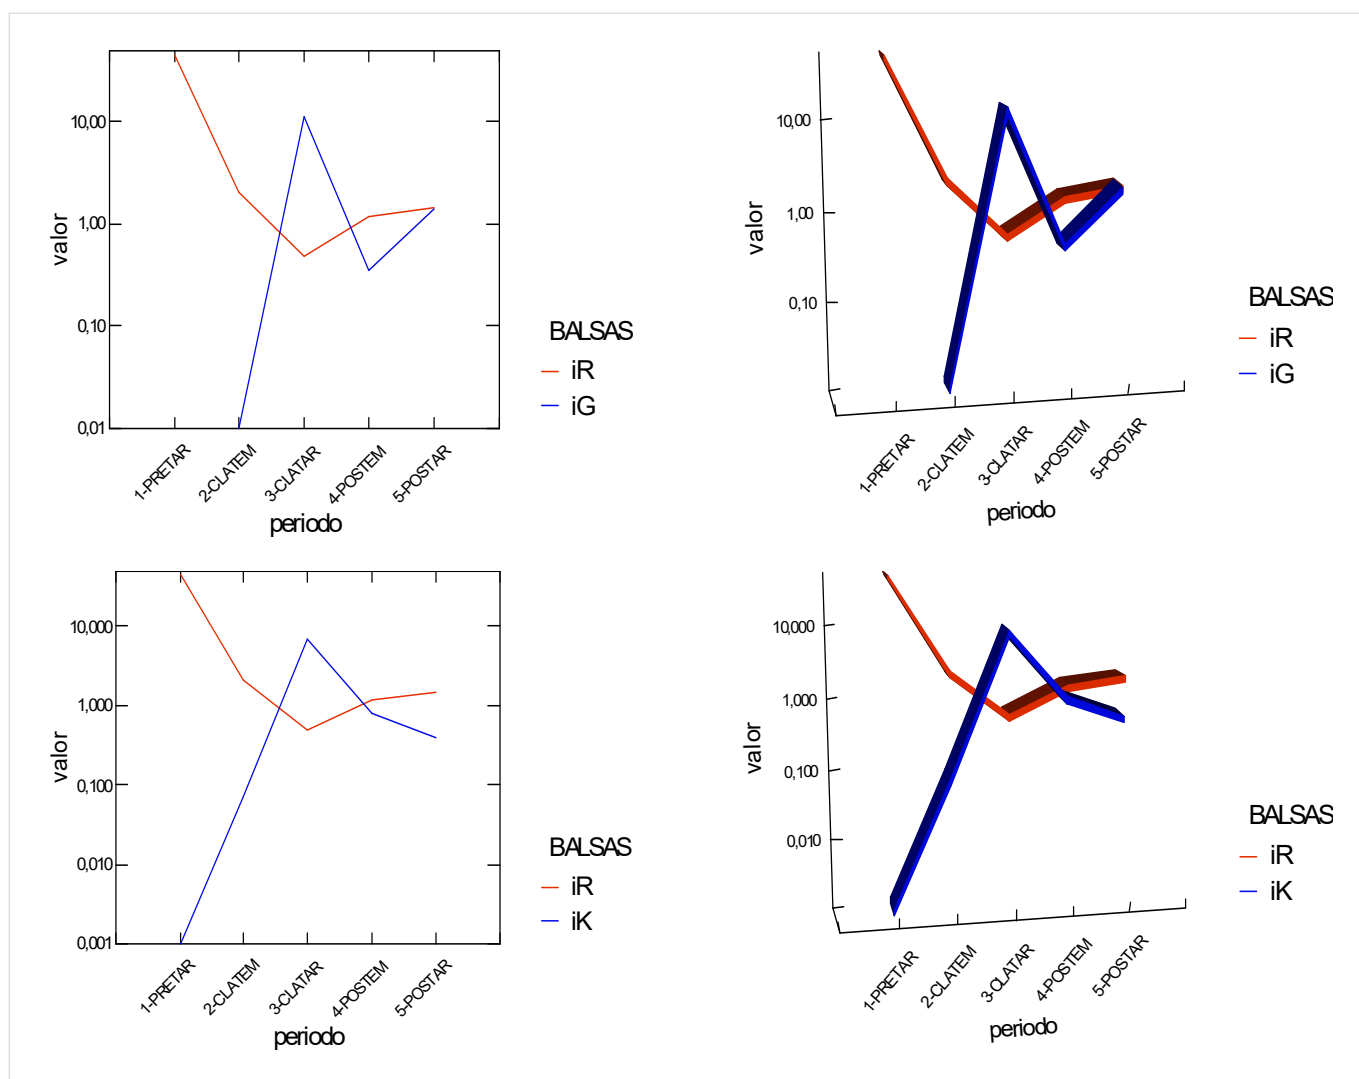 10,00
1,00
0,10
0,01
valor
1-PRETAR
2-CLATEM
3-CLATAR
4-POSTEM
5-POSTAR
periodo
BALSAS
iR
iG
10,00
1,00
0,10
valor
1-PRETAR
2-CLATEM
3-CLATAR
4-POSTEM
5-POSTAR
periodo
BALSAS
iR
iG
10,000
1,000
0,100
0,010
0,001
valor
1-PRETAR
2-CLATEM
3-CLATAR
4-POSTEM
5-POSTAR
periodo
BALSAS
iR
iK
10,000
1,000
0,100
0,010
valor
1-PRETAR
2-CLATEM
3-CLATAR
4-POSTEM
5-POSTAR
periodo
BALSAS
iR
iK